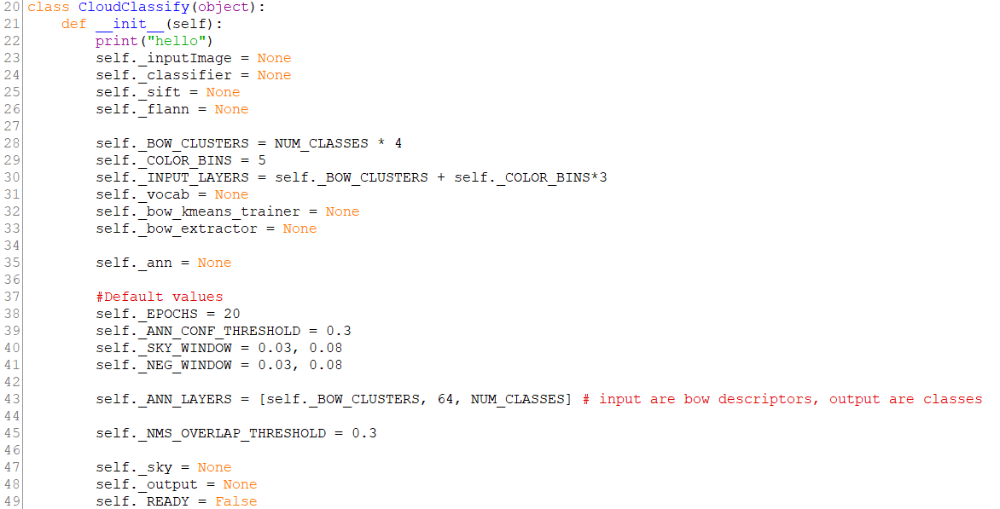 20 class CloudClassify(object):
21     def __init__(self):
22         print("hello")
23         self._inputImage = None
24         self._classifier = None
25         self._sift = None
26         self._flann = None
27
28         self._BOW_CLUSTERS = NUM_CLASSES * 4
29         self._COLOR_BINS = 5
30         self._INPUT_LAYERS = self._BOW_CLUSTERS + self._COLOR_BINS*3
31         self._vocab = None
32         self._bow_kmeans_trainer = None
33         self._bow_extractor = None
34
35         self._ann = None
36
37         #Default values
38         self._EPOCHS = 20
39         self._ANN_CONF_THRESHOLD = 0.3
40         self._SKY_WINDOW = 0.03, 0.08
41         self._NEG_WINDOW = 0.03, 0.08
42
43         self._ANN_LAYERS = [self._BOW_CLUSTERS, 64, NUM_CLASSES] # input are bow descriptors, output are classes
44
45         self._NMS_OVERLAP_THRESHOLD = 0.3
46
47         self._sky = None
48         self._output = None
49         self. READY = False